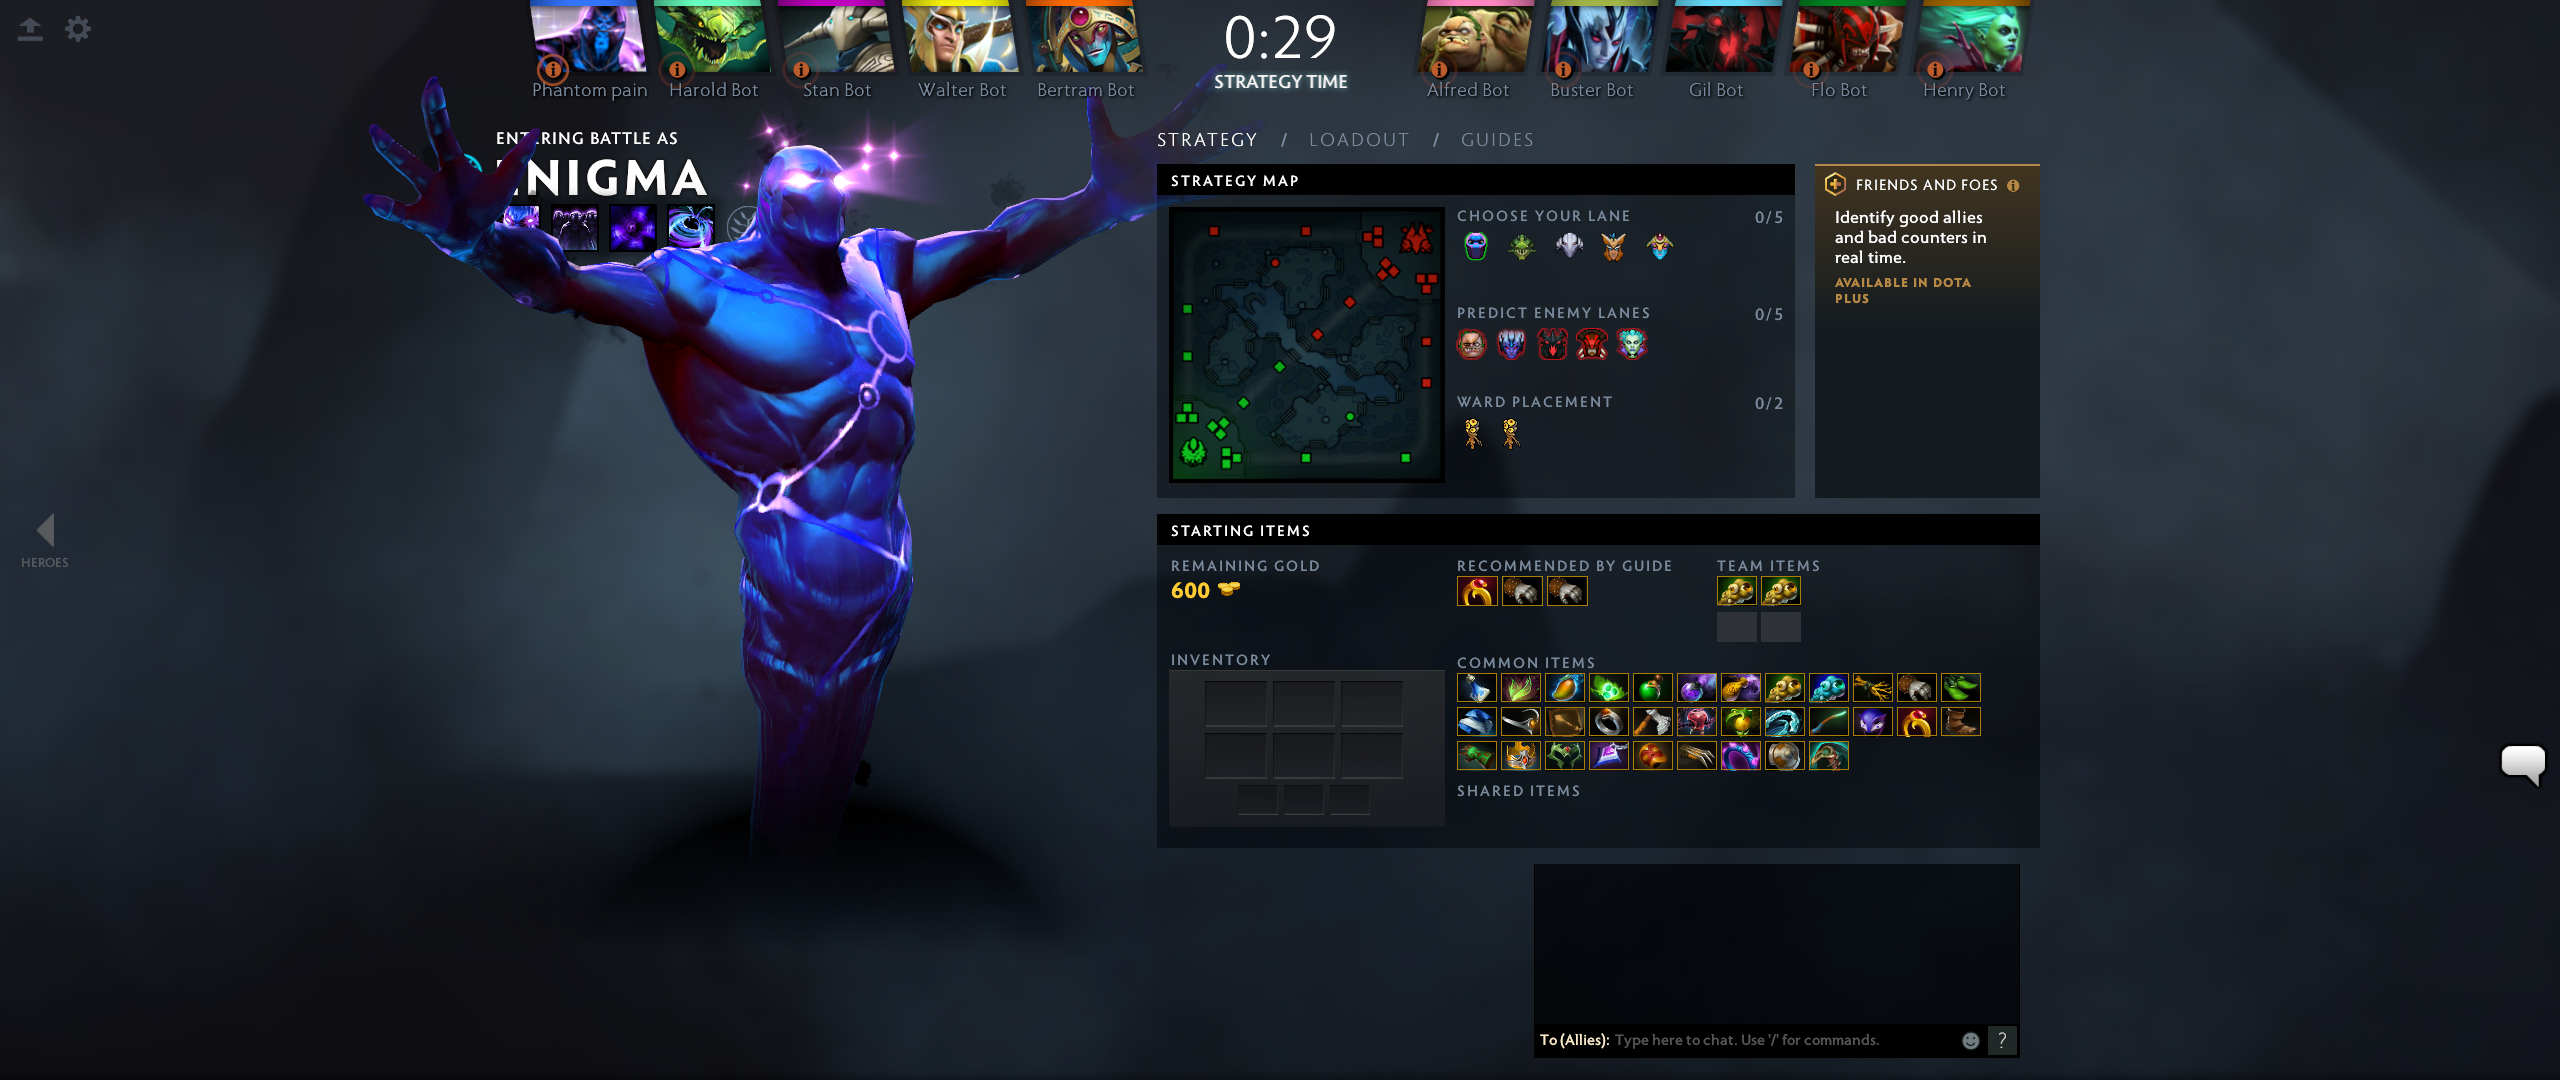 0:29
STRATEGY TIME
Phantom pain
Harold Bot
Stan Bot
Walter Bot
Bertram Bot
Alfred Bot
Buster Bot
Gil Bot
Flo Bot
Henry Bot
ENTERING BATTLE AS
ENIGMA
STRATEGY / LOADOUT / GUIDES
STRATEGY MAP
CHOOSE YOUR LANE 0/5
PREDICT ENEMY LANES 0/5
WARD PLACEMENT 0/2
FRIENDS AND FOES
Identify good allies
and bad counters in
real time.
AVAILABLE IN DOTA
PLUS
HEROES
STARTING ITEMS
REMAINING GOLD
600
RECOMMENDED BY GUIDE
TEAM ITEMS
INVENTORY
COMMON ITEMS
SHARED ITEMS
To (Allies): Type here to chat. Use '/' for commands.
?